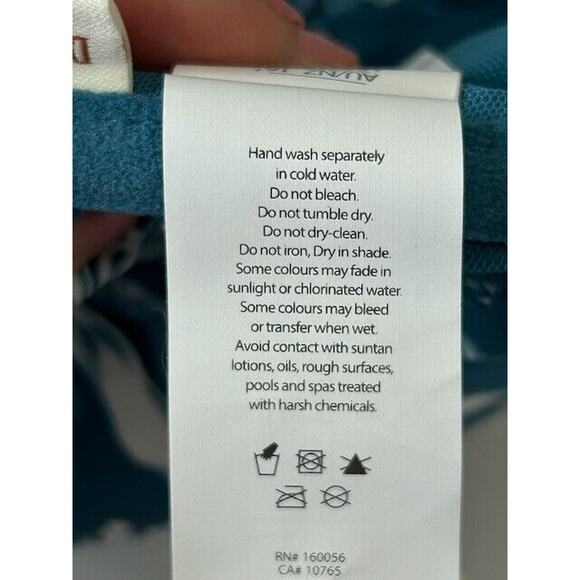 AU/NZ
Hand wash separately
in cold water.
Do not bleach.
Do not tumble dry.
Do not dry-clean.
Do not iron, Dry in shade.
Some colours may fade in
sunlight or chlorinated water.
Some colours may bleed
or transfer when wet.
Avoid contact with suntan
lotions, oils, rough surfaces,
pools and spas treated
with harsh chemicals.
RN# 160056
CA# 10765